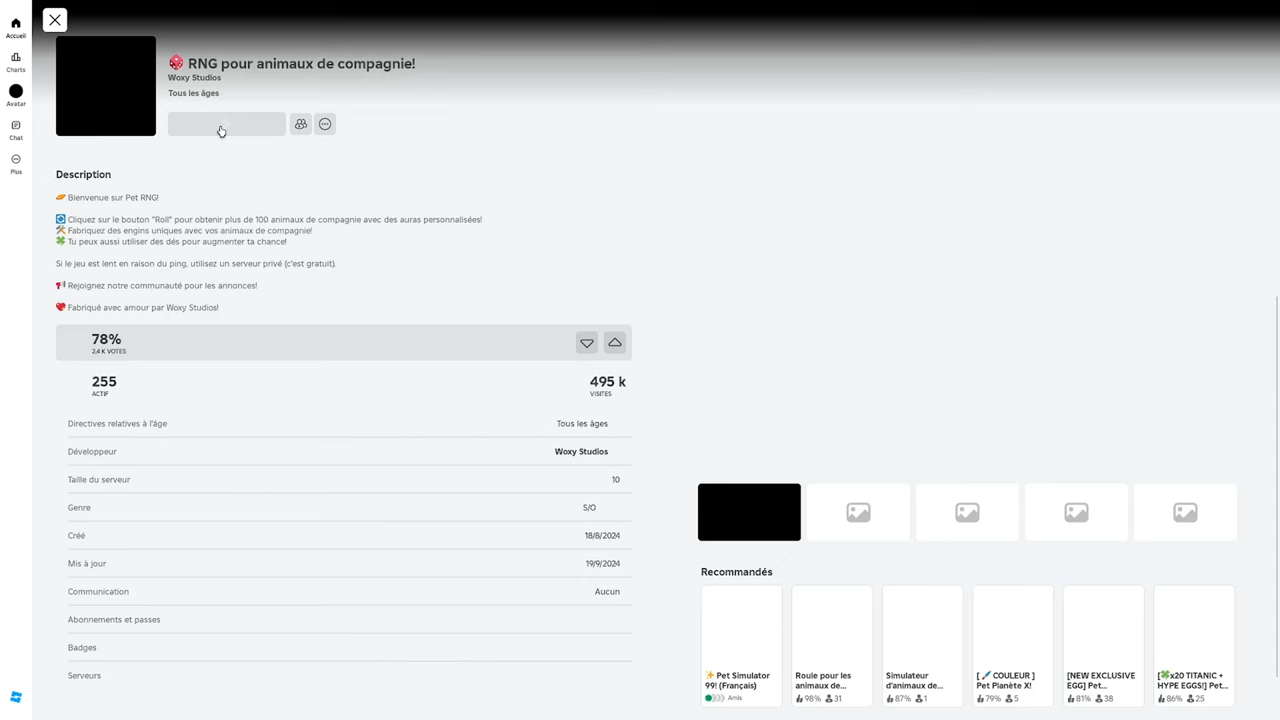 Accueil
Charts
Avatar
Chat
Plus
RNG pour animaux de compagnie!
Woxy Studios
Tous les âges
Description
Bienvenue sur Pet RNG!
Cliquez sur le bouton "Roll" pour obtenir plus de 100 animaux de compagnie avec des auras personnalisées!
Fabriquez des engins uniques avec vos animaux de compagnie!
Tu peux aussi utiliser des dés pour augmenter ta chance!
Si le jeu est lent en raison du ping, utilisez un serveur privé (c'est gratuit).
Rejoignez notre communauté pour les annonces!
Fabriqué avec amour par Woxy Studios!
78%
2,4 K VOTES
255
ACTIF
495 k
VISITES
Directives relatives à l'âge Tous les âges
Développeur Woxy Studios
Taille du serveur 10
Genre S/O
Créé 18/8/2024
Mis à jour 19/9/2024
Communication Aucun
Abonnements et passes
Badges
Serveurs
Recommandés
Pet Simulator
99! (Français)
Amis
Roule pour les
animaux de...
98% 31
Simulateur
d'animaux de...
87% 1
[🖌️ COULEUR ]
Pet Planète X!
79% 5
[NEW EXCLUSIVE
EGG] Pet...
81% 38
[🍀x20 TITANIC +
HYPE EGGS!] Pet...
86% 25